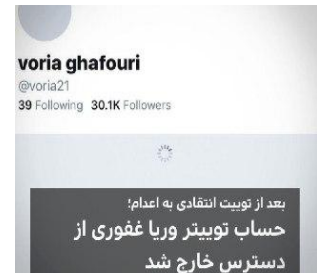 voria ghafouri
@voria21
39 Following 30.1K Followers
بعد از توییت انتقادی به اعدام؛
حساب توییتر وریا غفوری از
دسترس خارج شد